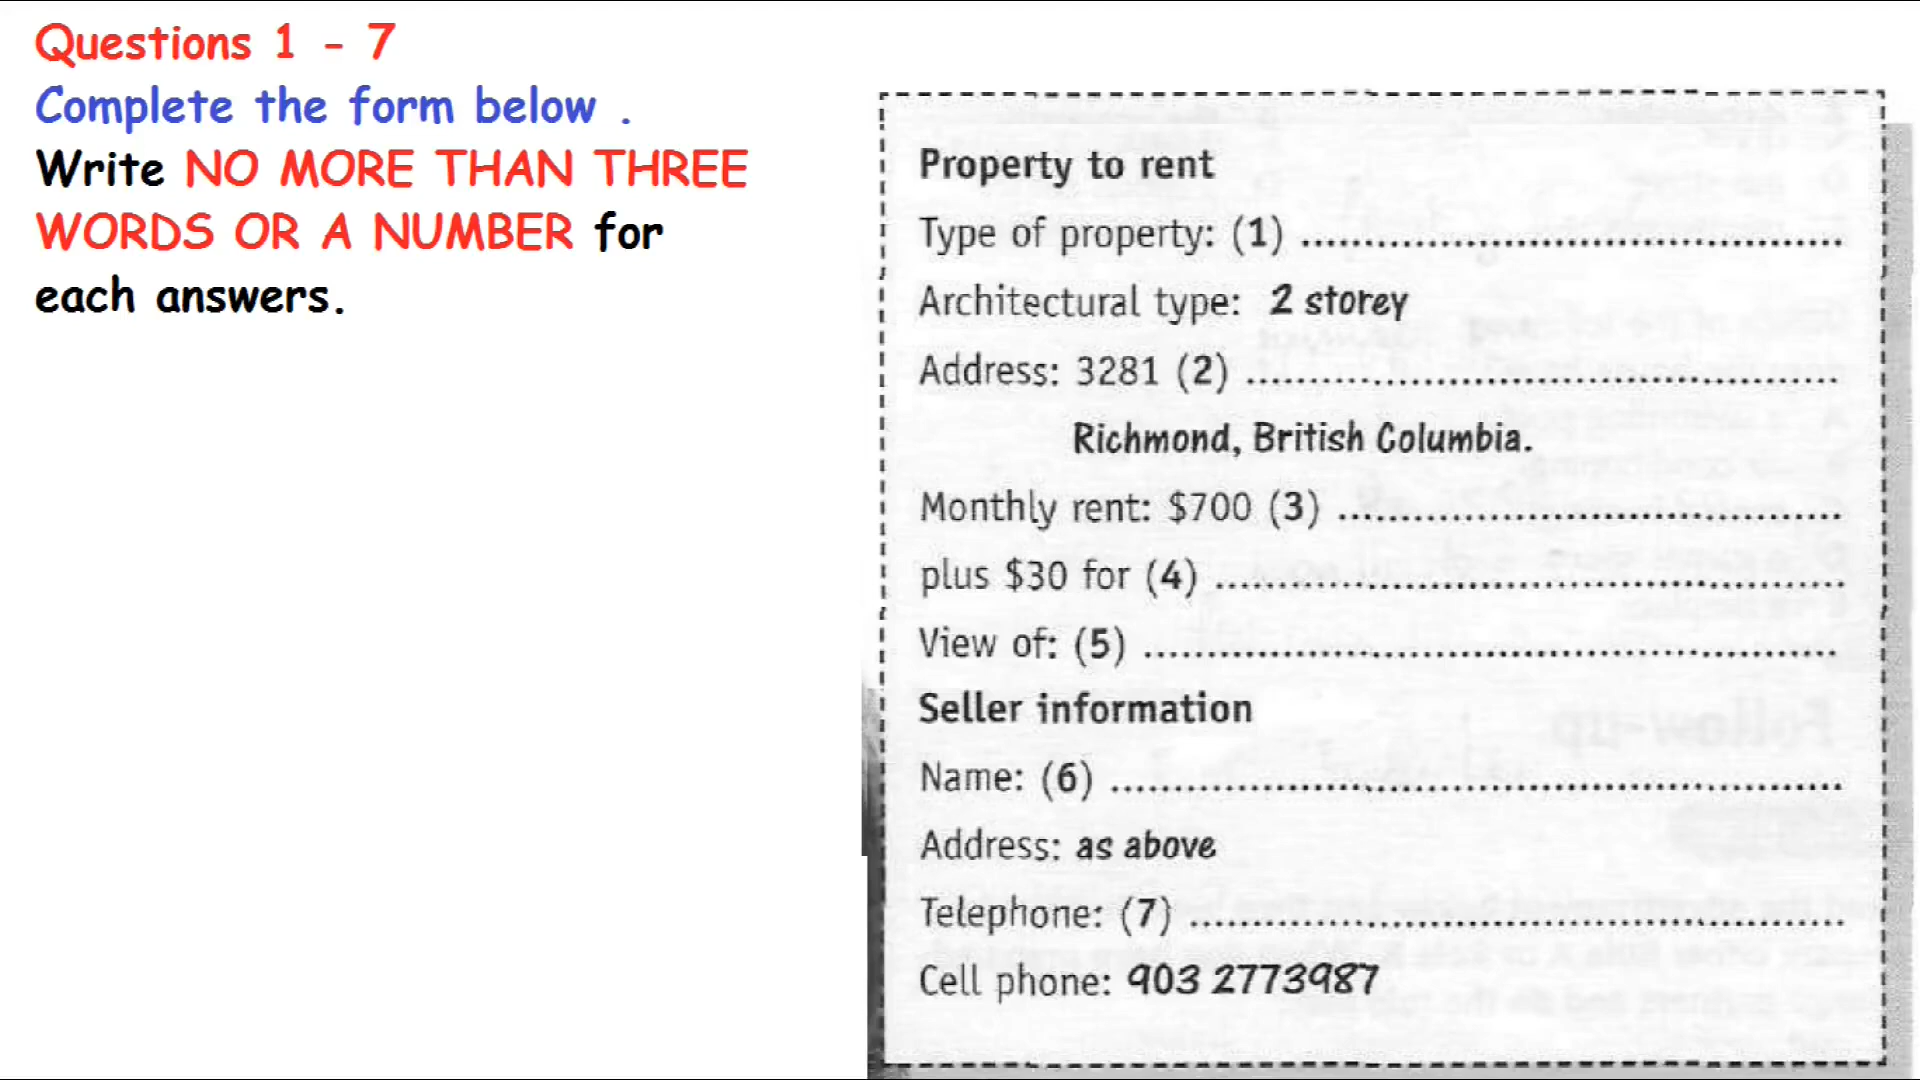 Questions 1 - 7
Complete the form below .
Write NO MORE THAN THREE
WORDS OR A NUMBER for
each answers.
Property to rent
Type of property: (1) ........................................
Architectural type: 2 storey
Address: 3281 (2) ........................................
Richmond, British Columbia.
Monthly rent: $700 (3) ........................................
plus $30 for (4) ........................................
View of: (5) ........................................
Seller information
Name: (6) ........................................
Address: as above
Telephone: (7) ........................................
Cell phone: 903 2773987